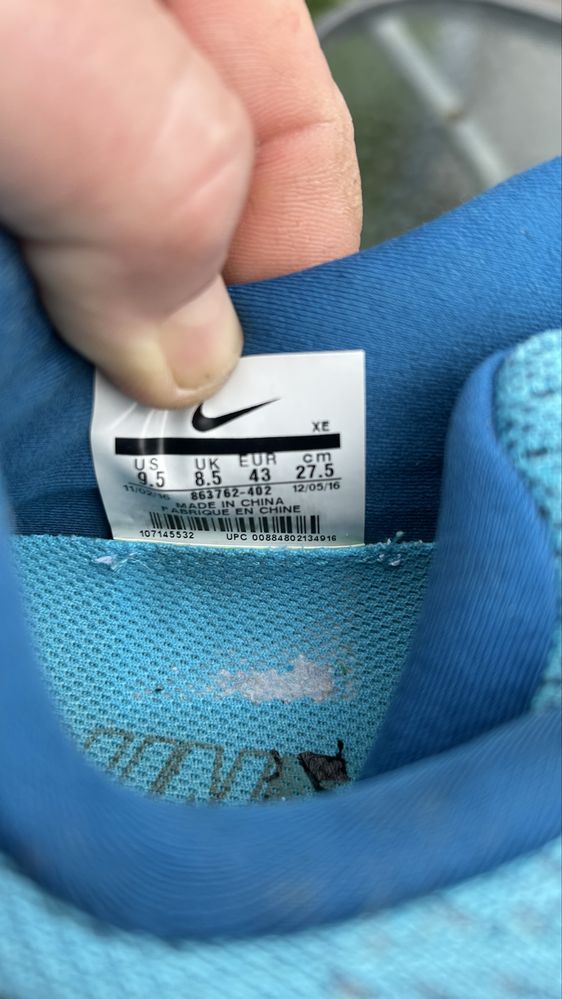 XE
US UK EUR cm
9.5 8.5 43 27.5
11/02/16 863762-402 12/05/16
MADE IN CHINA
FABRIQUE EN CHINE
107145532 UPC 00884802134916